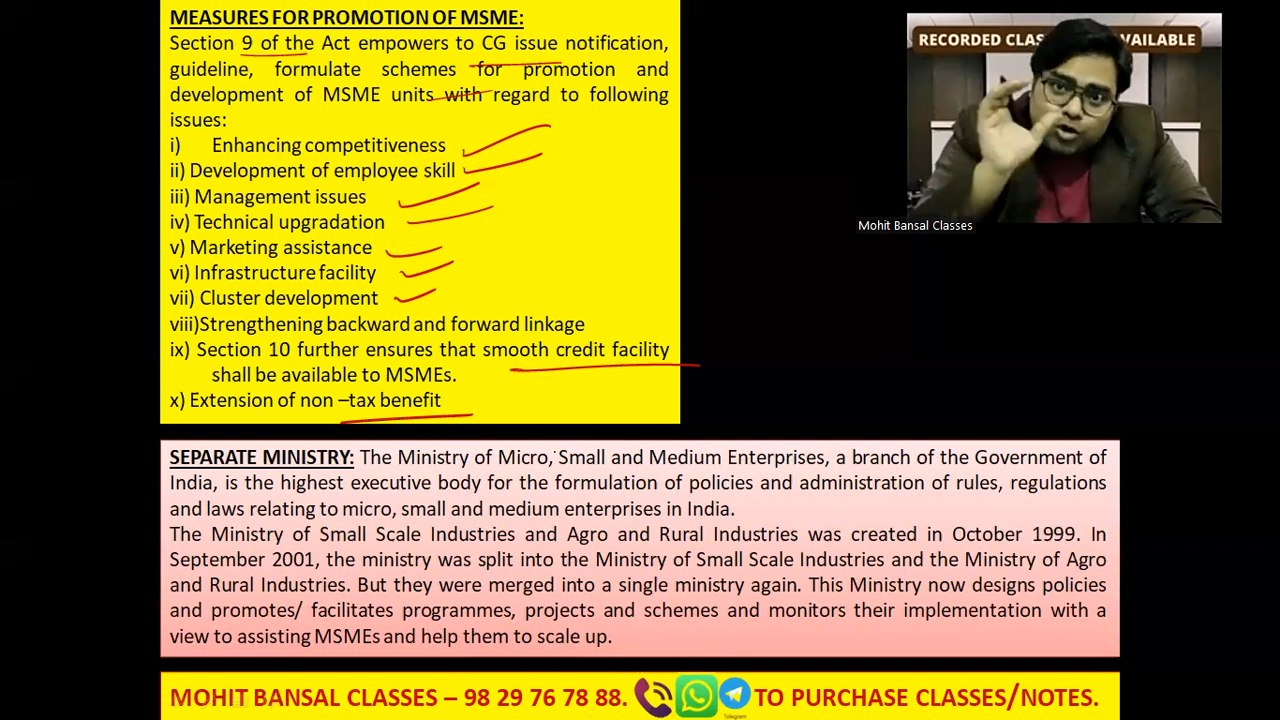 MEASURES FOR PROMOTION OF MSME:
Section 9 of the Act empowers to CG issue notification,
guideline, formulate schemes for promotion and
development of MSME units with regard to following
issues:
i) Enhancing competitiveness
ii) Development of employee skill
iii) Management issues
iv) Technical upgradation
v) Marketing assistance
vi) Infrastructure facility
vii) Cluster development
viii)Strengthening backward and forward linkage
ix) Section 10 further ensures that smooth credit facility
shall be available to MSMEs.
x) Extension of non –tax benefit
RECORDED CLAS AVAILABLE
Mohit Bansal Classes
SEPARATE MINISTRY: The Ministry of Micro, Small and Medium Enterprises, a branch of the Government of
India, is the highest executive body for the formulation of policies and administration of rules, regulations
and laws relating to micro, small and medium enterprises in India.
The Ministry of Small Scale Industries and Agro and Rural Industries was created in October 1999. In
September 2001, the ministry was split into the Ministry of Small Scale Industries and the Ministry of Agro
and Rural Industries. But they were merged into a single ministry again. This Ministry now designs policies
and promotes/ facilitates programmes, projects and schemes and monitors their implementation with a
view to assisting MSMEs and help them to scale up.
MOHIT BANSAL CLASSES – 98 29 76 78 88. TO PURCHASE CLASSES/NOTES.
Telegram